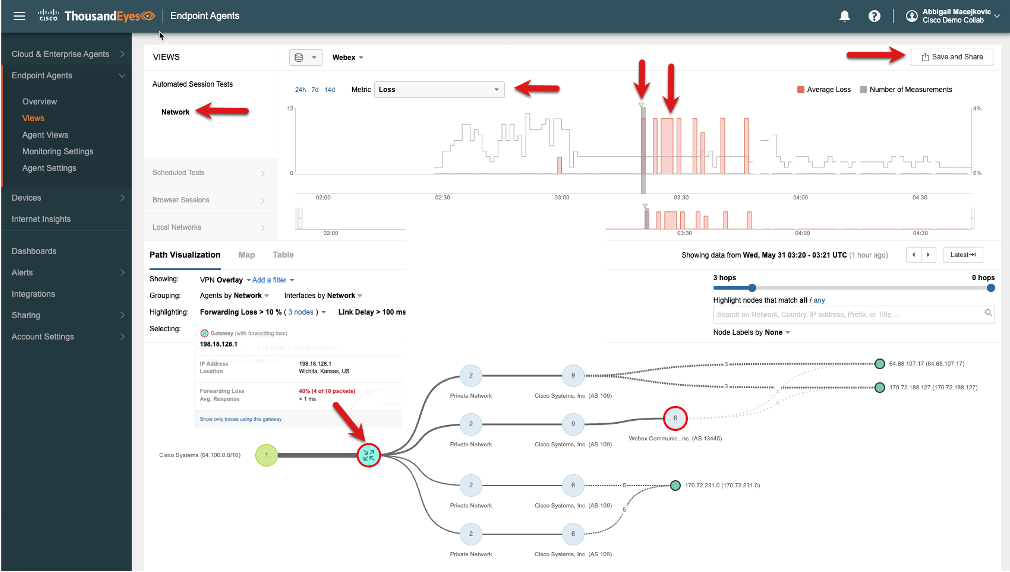 CISCO ThousandEyes Endpoint Agents
Abbigail Macejkovic
Cisco Demo Collab
Cloud & Enterprise Agents
Endpoint Agents
Overview
Views
Agent Views
Monitoring Settings
Agent Settings
Devices
Internet Insights
Dashboards
Alerts
Integrations
Sharing
Account Settings
VIEWS
Webex
Save and Share
Automated Session Tests
Network
Scheduled Tests
Browser Sessions
Local Networks
24h 7d 14d Metric Loss
Average Loss Number of Measurements
12 4%
0 0%
02:00 02:30 03:00 03:30 04:00 04:30
02:00 03:30 04:00 04:30
Path Visualization Map Table
Showing data from Wed, May 31 03:20 - 03:21 UTC (1 hour ago)
Latest
Showing: VPN Overlay Add a filter
Grouping: Agents by Network Interfaces by Network
Highlighting: Forwarding Loss > 10 % ( 3 nodes ) Link Delay > 100 ms
Selecting:
3 hops 0 hops
Highlight nodes that match all / any
Search on Network, Country, IP address, Prefix, or Title...
Node Labels by None
Gateway (with forwarding loss)
198.18.128.1
IP Address 198.18.128.1
Location Wichita, Kansas, US
Forwarding Loss 40% (4 of 10 packets)
Avg. Response < 1 ms
Show only traces using this gateway
2 9 3 64.68.107.17 (64.68.107.17)
Private Network Cisco Systems, Inc. (AS 109)
3 170.72.188.127 (170.72.188.127)
2 9 8
Private Network Cisco Systems, Inc. (AS 109) Webex Communic...nc. (AS 13445)
Cisco Systems (64.100.0.0/16) 1
2 6 5 170.72.231.0 (170.72.231.0)
Private Network Cisco Systems, Inc. (AS 109)
5
2 6
Private Network Cisco Systems, Inc. (AS 109)